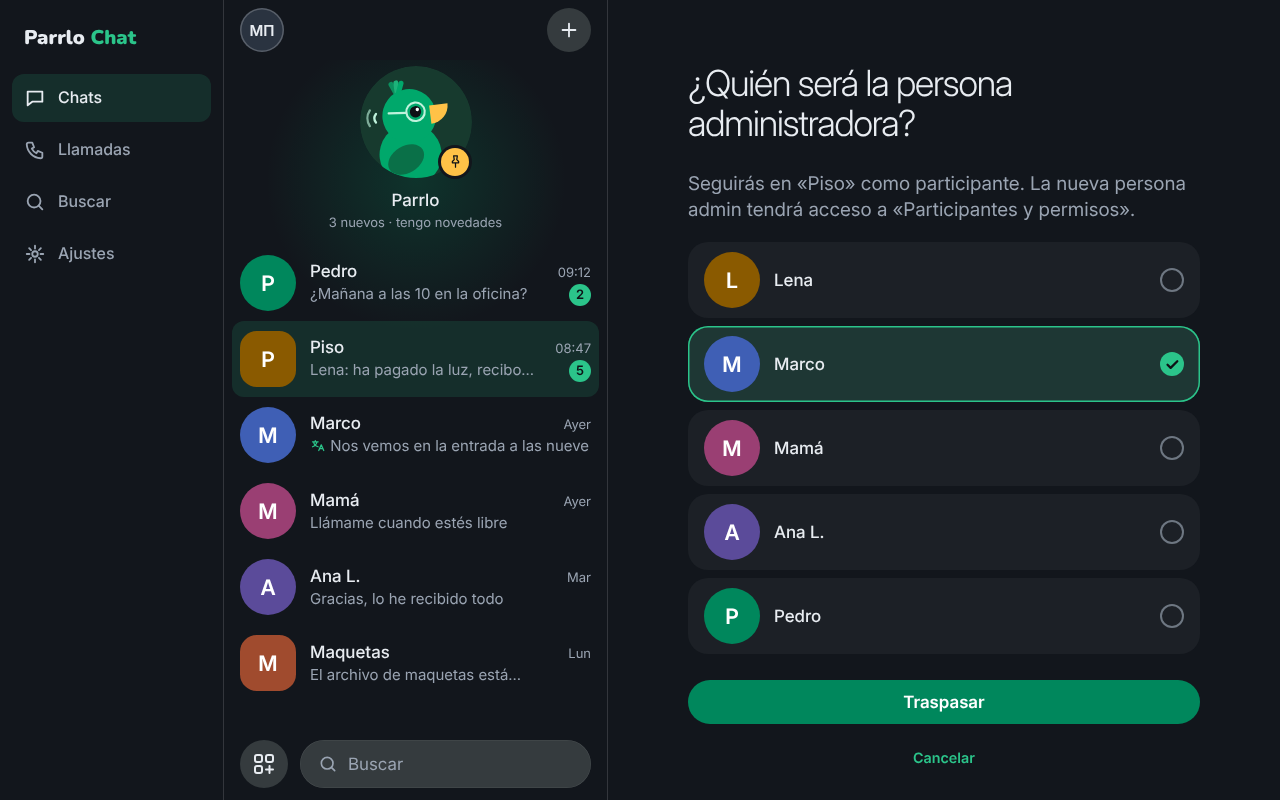 Parrlo Chat
Chats
Llamadas
Buscar
Ajustes
МП
Parrlo
3 nuevos · tengo novedades
P
Pedro
09:12
¿Mañana a las 10 en la oficina?
2
P
Piso
08:47
Lena: ha pagado la luz, recibo...
5
M
Marco
Ayer
Nos vemos en la entrada a las nueve
M
Mamá
Ayer
Llámame cuando estés libre
A
Ana L.
Mar
Gracias, lo he recibido todo
M
Maquetas
Lun
El archivo de maquetas está...
Buscar
¿Quién será la persona
administradora?
Seguirás en «Piso» como participante. La nueva persona
admin tendrá acceso a «Participantes y permisos».
L
Lena
M
Marco
M
Mamá
A
Ana L.
P
Pedro
Traspasar
Cancelar